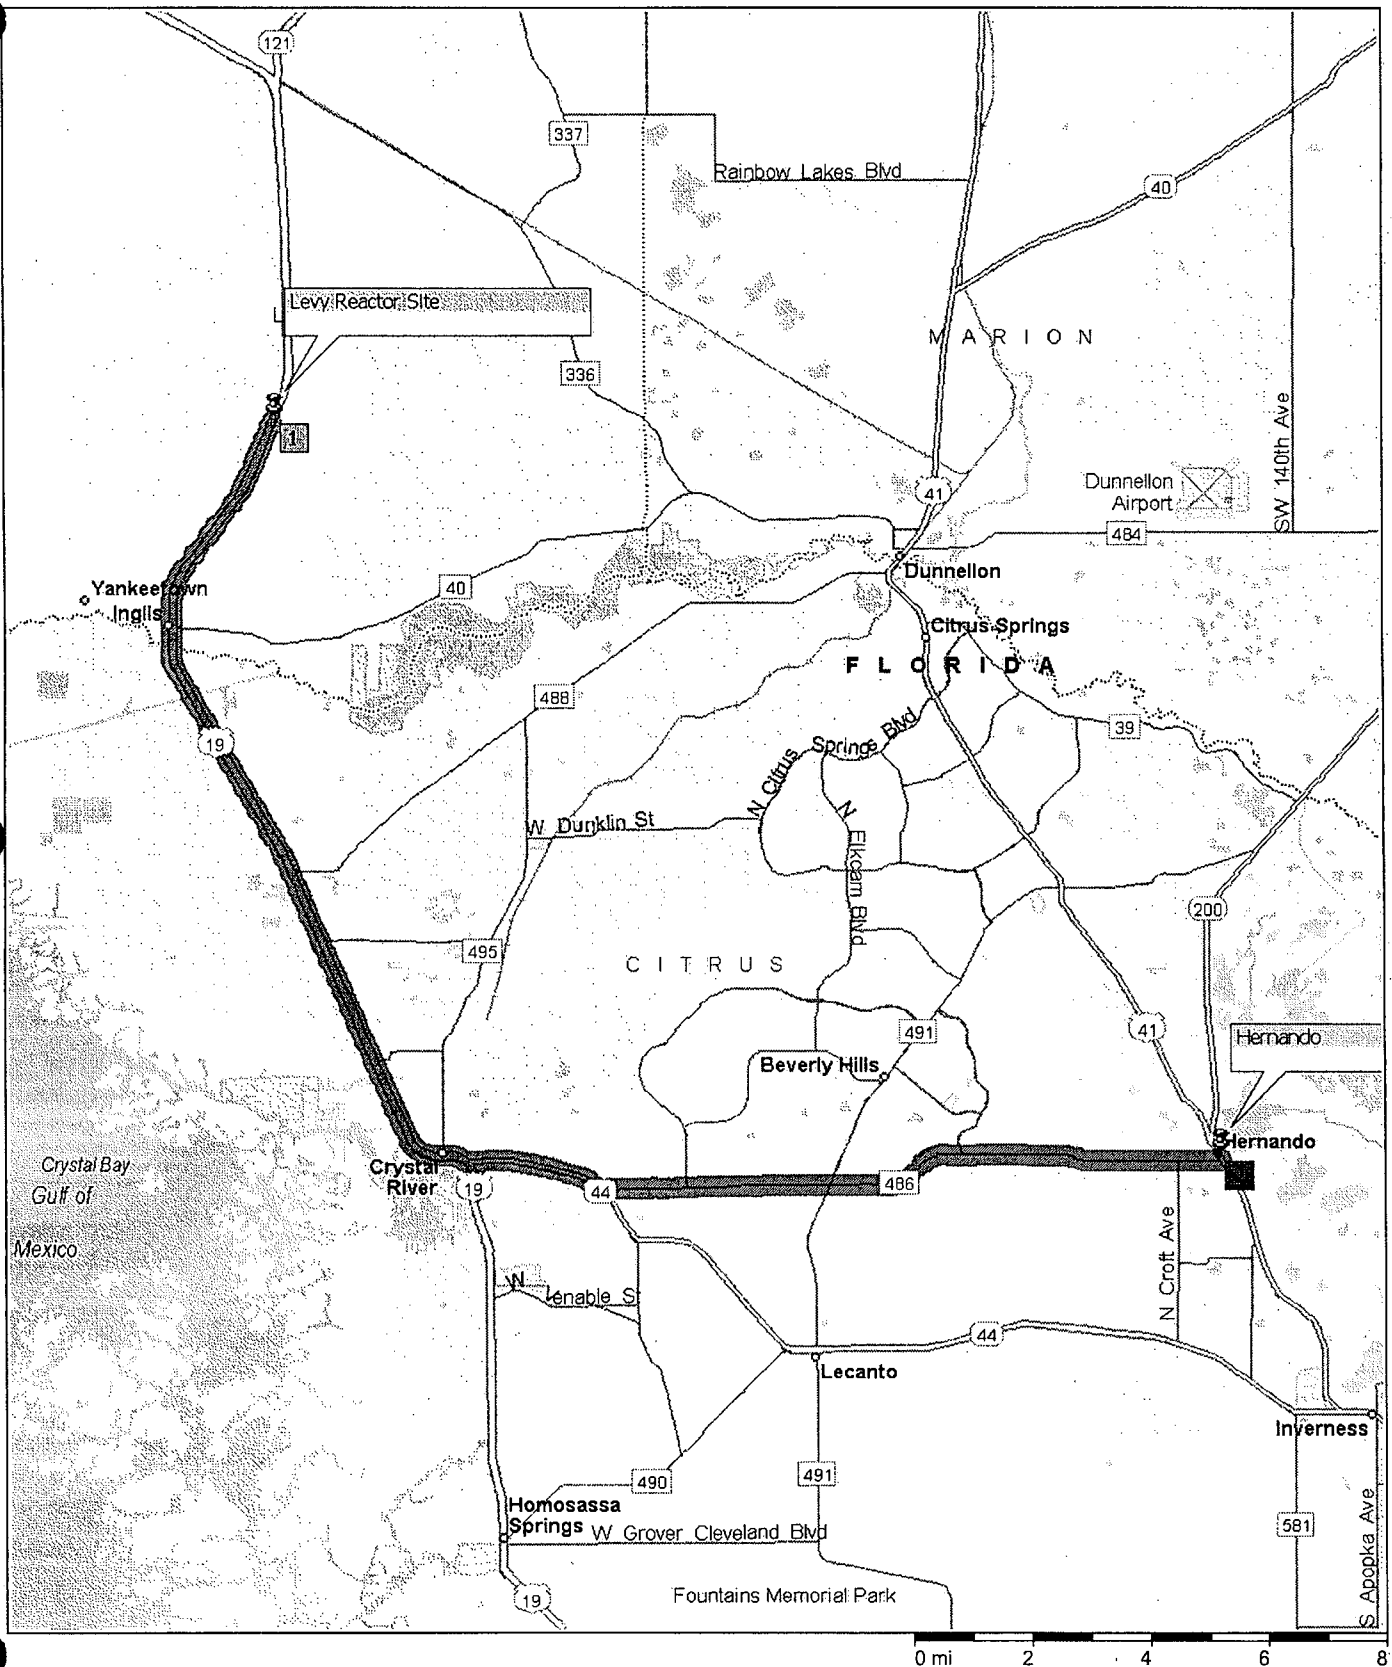 121
337
Rainbow Lakes Blvd
40
Levy Reactor Site
MARION
336
1
SW 140th Ave
Dunnellon
Airport
41
484
Dunnellon
Yankeetown
40
Inglis
Citrus Springs
FLORIDA
488
39
19
N Citrus Springs Blvd
W Dunklin St
N Elkcam Blvd
200
495
CITRUS
491
41
Hernando
Beverly Hills
Hernando
Crystal Bay
Crystal
River
Gulf of
Mexico
19
44
486
N Croft Ave
W Venable St
44
Lecanto
Inverness
490
491
Homosassa
Springs
W Grover Cleveland Blvd
581
S Apopka Ave
Fountains Memorial Park
19
0 mi 2 4 6 8